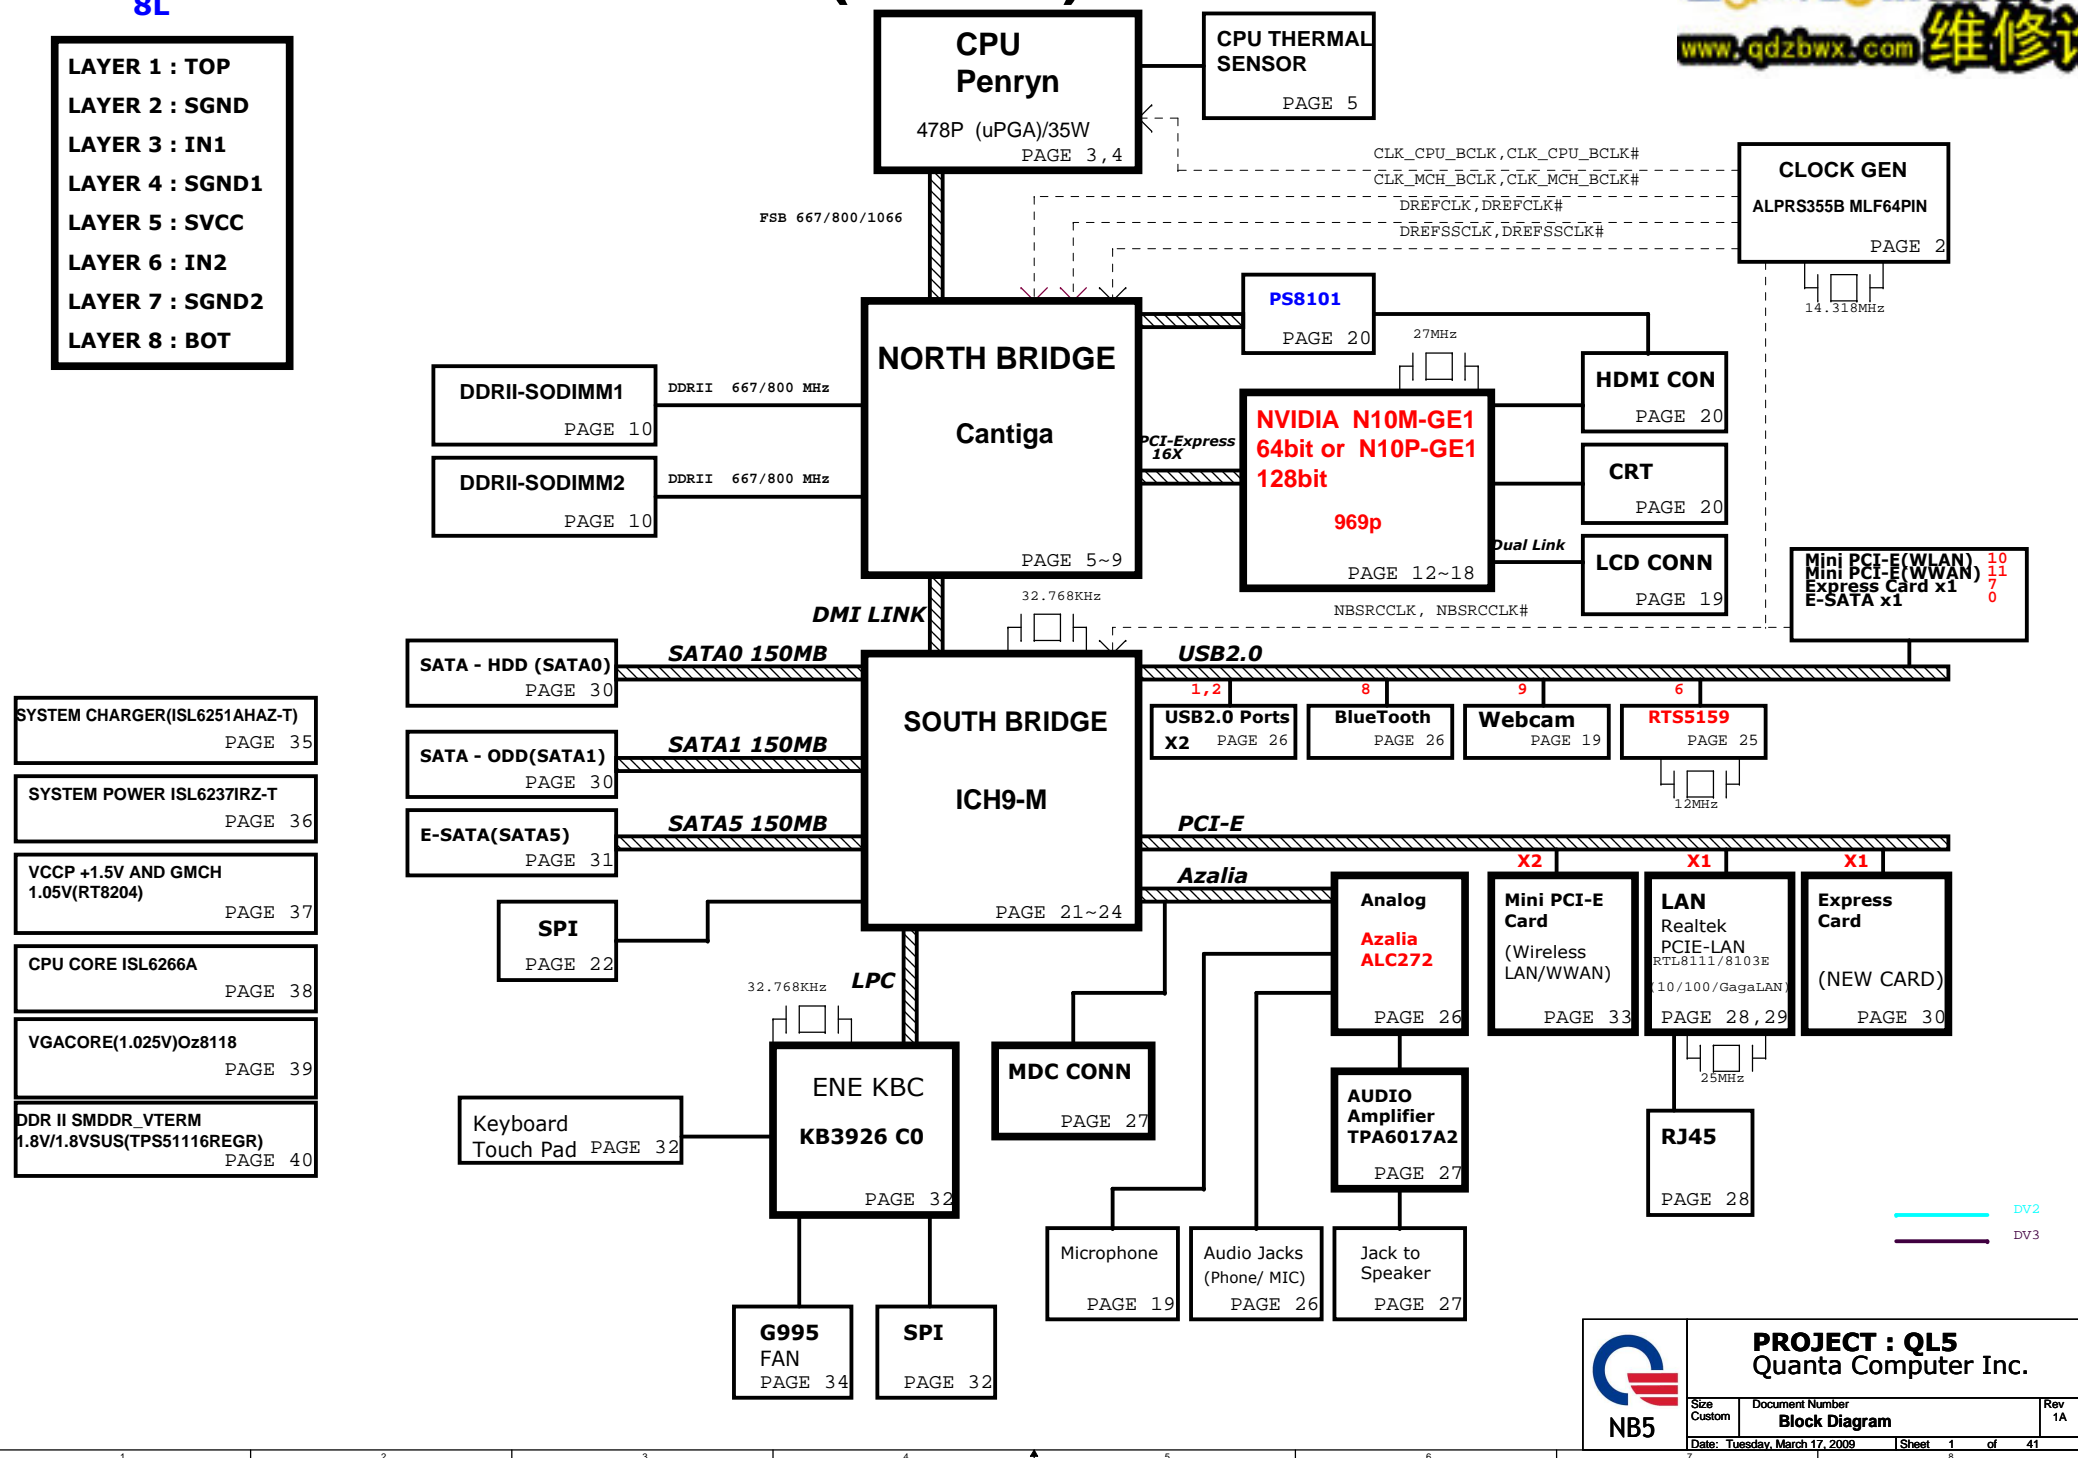 8L
LAYER 1 : TOP
LAYER 2 : SGND
LAYER 3 : IN1
LAYER 4 : SGND1
LAYER 5 : SVCC
LAYER 6 : IN2
LAYER 7 : SGND2
LAYER 8 : BOT
CPU
Penryn
478P (uPGA)/35W
PAGE 3,4
CPU THERMAL
SENSOR
PAGE 5
www.qdzbwx.com 维修
CLK_CPU_BCLK,CLK_CPU_BCLK#
CLK_MCH_BCLK,CLK_MCH_BCLK#
DREFCLK,DREFCLK#
DREFSSCLK,DREFSSCLK#
CLOCK GEN
ALPRS355B MLF64PIN
PAGE 2
14.318MHz
FSB 667/800/1066
NORTH BRIDGE
Cantiga
PAGE 5~9
PS8101
PAGE 20
27MHz
HDMI CON
PAGE 20
DDRII-SODIMM1
PAGE 10
DDRII 667/800 MHz
DDRII-SODIMM2
PAGE 10
DDRII 667/800 MHz
PCI-Express
16X
NVIDIA N10M-GE1
64bit or N10P-GE1
128bit
969p
PAGE 12~18
CRT
PAGE 20
Dual Link
LCD CONN
PAGE 19
Mini PCI-E(WLAN) 10
Mini PCI-E(WWAN) 11
Express Card x1 7
E-SATA x1 0
NBSRCCLK, NBSRCCLK#
DMI LINK
32.768KHz
SATA - HDD (SATA0)
PAGE 30
SATA0 150MB
SATA - ODD(SATA1)
PAGE 30
SATA1 150MB
E-SATA(SATA5)
PAGE 31
SATA5 150MB
SOUTH BRIDGE
ICH9-M
PAGE 21~24
USB2.0
1,2
8
9
6
USB2.0 Ports
X2 PAGE 26
BlueTooth
PAGE 26
Webcam
PAGE 19
RTS5159
PAGE 25
12MHz
PCI-E
X2
X1
X1
Azalia
Analog
Azalia
ALC272
PAGE 26
Mini PCI-E
Card
(Wireless
LAN/WWAN)
PAGE 33
LAN
Realtek
PCIE-LAN
RTL8111/8103E
(10/100/GagaLAN)
PAGE 28,29
25MHz
Express
Card
(NEW CARD)
PAGE 30
SYSTEM CHARGER(ISL6251AHAZ-T)
PAGE 35
SYSTEM POWER ISL6237IRZ-T
PAGE 36
VCCP +1.5V AND GMCH
1.05V(RT8204)
PAGE 37
CPU CORE ISL6266A
PAGE 38
VGACORE(1.025V)Oz8118
PAGE 39
DDR II SMDDR_VTERM
1.8V/1.8VSUS(TPS51116REGR)
PAGE 40
SPI
PAGE 22
LPC
32.768KHz
ENE KBC
KB3926 C0
PAGE 32
Keyboard
Touch Pad PAGE 32
MDC CONN
PAGE 27
AUDIO
Amplifier
TPA6017A2
PAGE 27
RJ45
PAGE 28
Microphone
PAGE 19
Audio Jacks
(Phone/ MIC)
PAGE 26
Jack to
Speaker
PAGE 27
G995
FAN
PAGE 34
SPI
PAGE 32
DV2
DV3
NB5
PROJECT : QL5
Quanta Computer Inc.
Size
Custom
Document Number
Block Diagram
Rev
1A
Date: Tuesday, March 17, 2009
Sheet 1 of 41
1 2 3 4 5 6 7 8